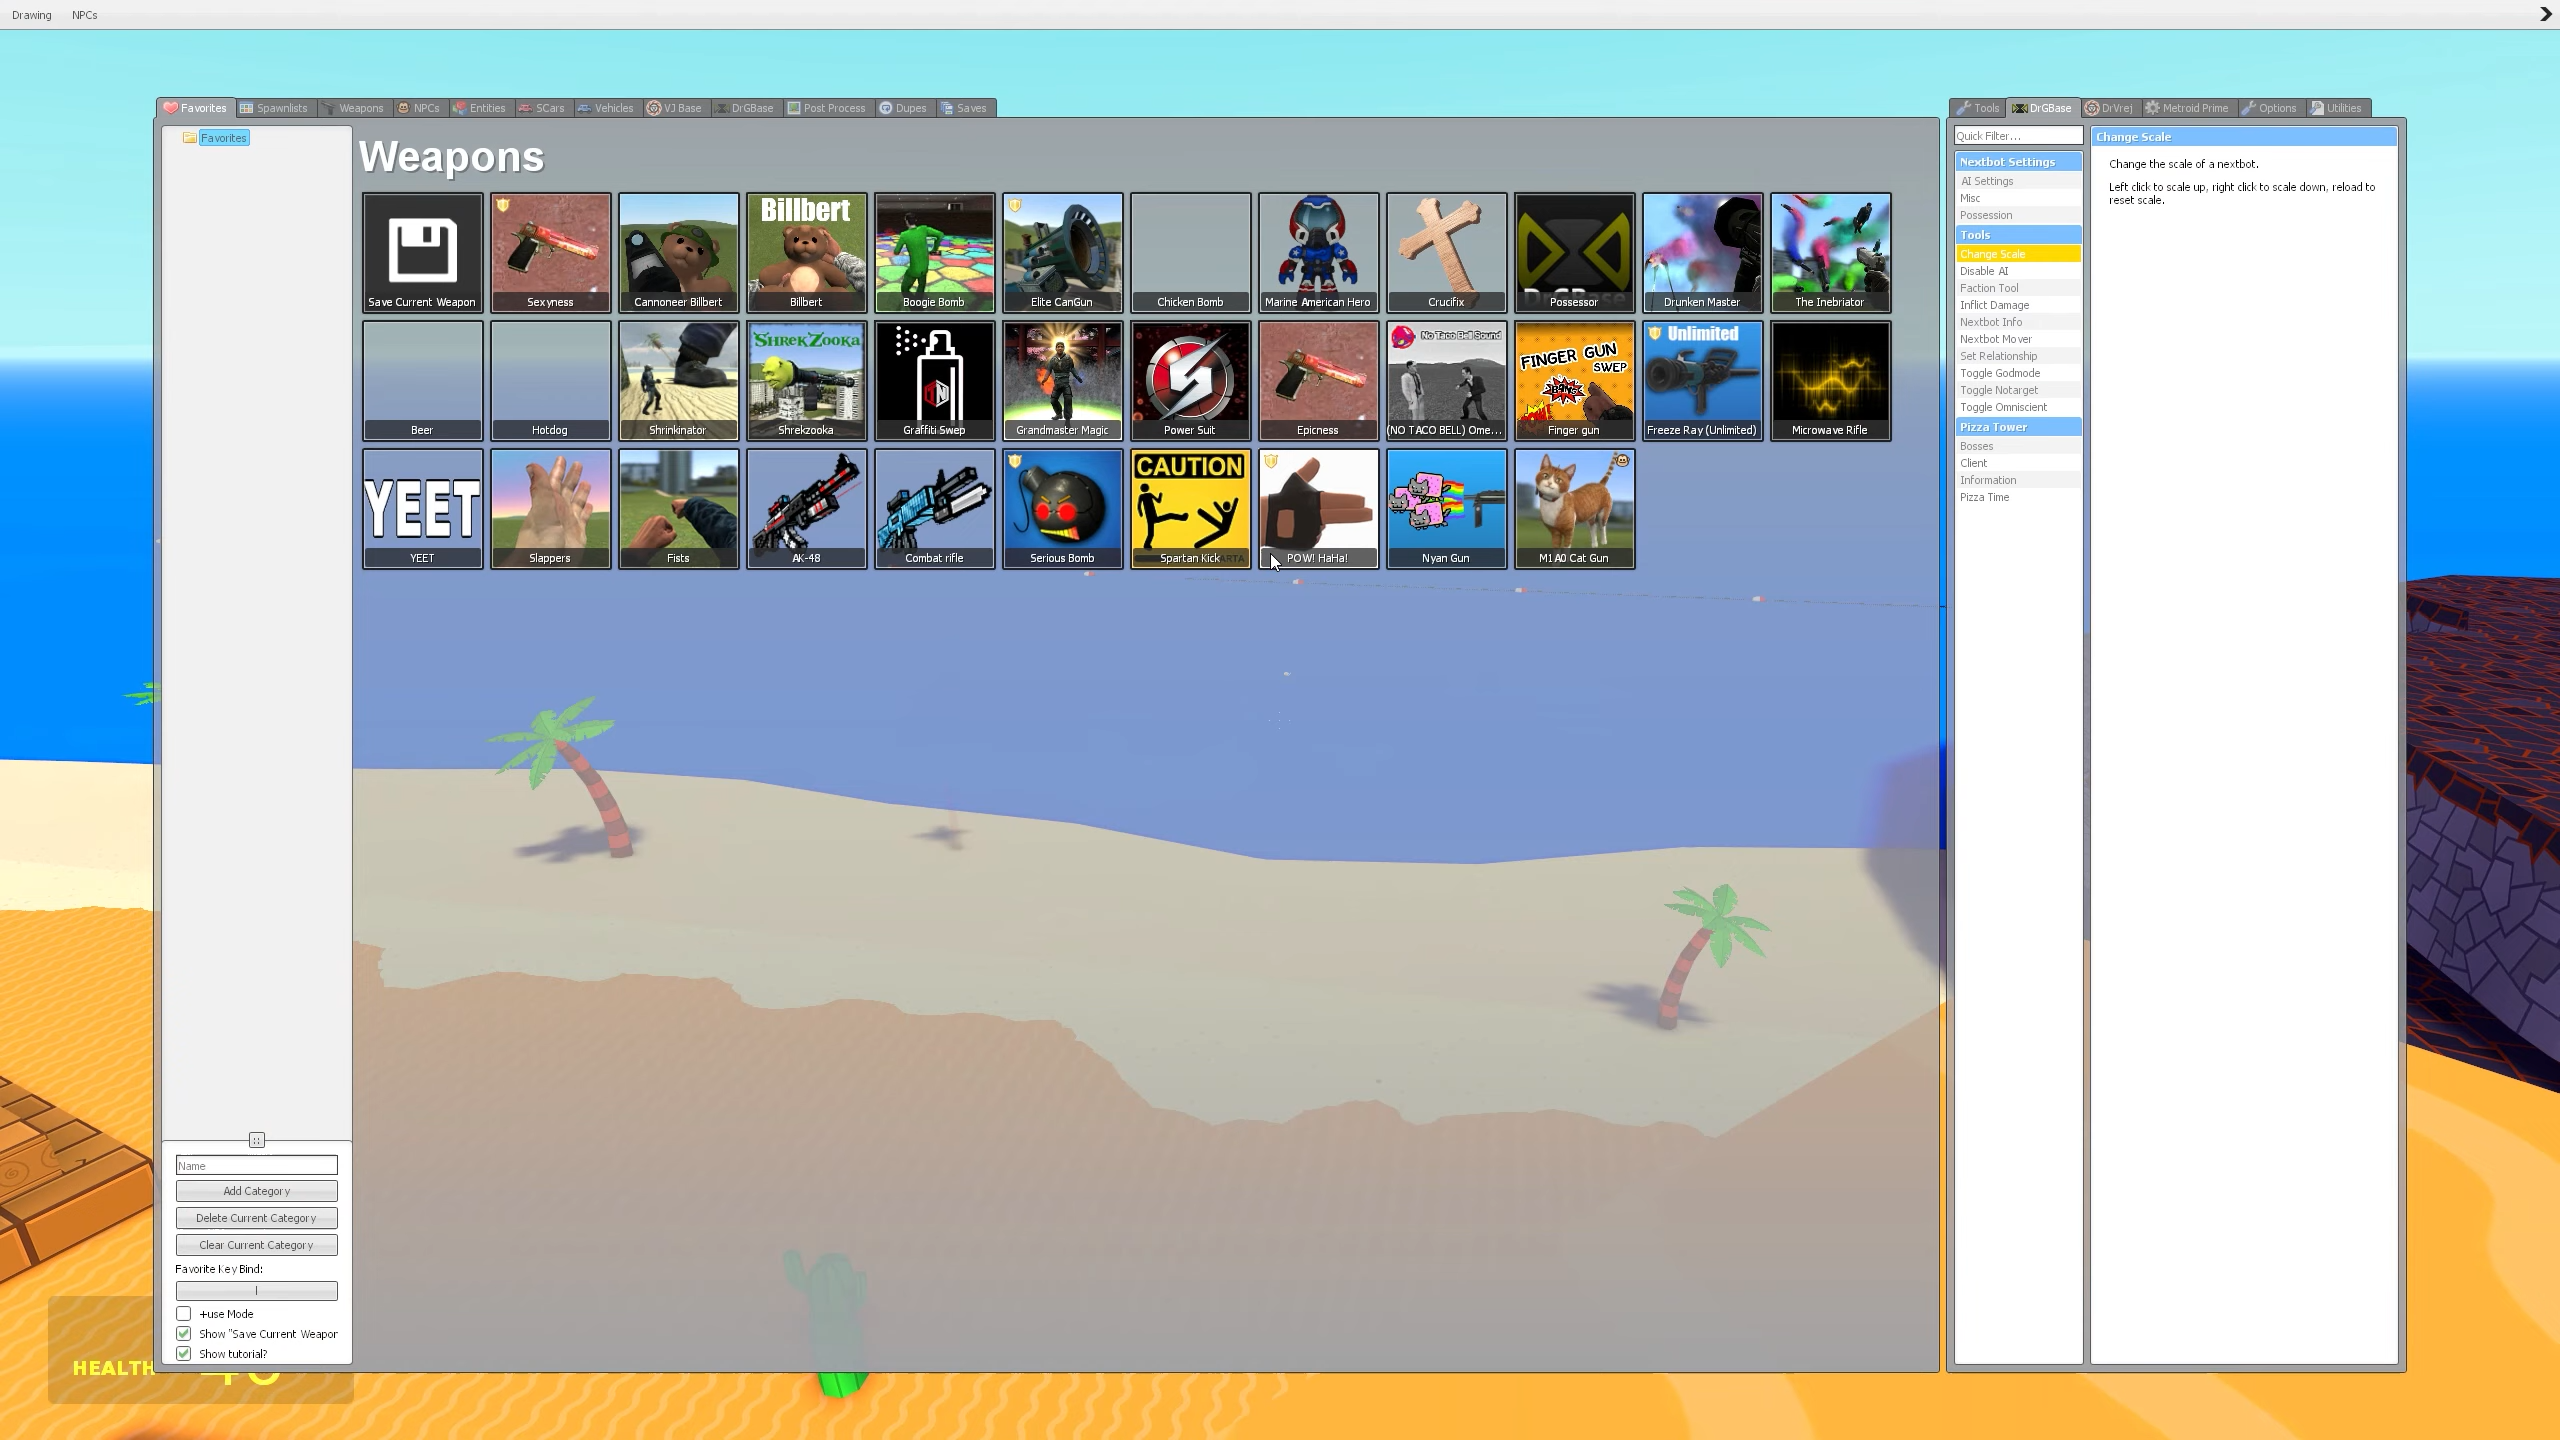 Drawing NPCs
Favorites Spawnlists Weapons NPCs Entities SCars Vehicles VJ Base DrGBase Post Process Dupes Saves
Tools DrGBase DrVrej Metroid Prime Options Utilities
Favorites
Weapons
Save Current Weapon
Sexyness
Cannoneer Billbert
Billbert
Billbert
Boogie Bomb
Elite CanGun
Chicken Bomb
Marine American Hero
Crucifix
DrGBase
Possessor
Drunken Master
The Inebriator
Beer
Hotdog
Shrinkinator
SHREKZOOKA
Shrekzooka
Graffiti Swep
Grandmaster Magic
Power Suit
Epicness
No Taco Bell Sound
(NO TACO BELL) Ome...
FINGER GUN
SWEP
BANG
Finger gun
Unlimited
Freeze Ray (Unlimited)
Microwave Rifle
YEET
YEET
Slappers
Fists
AK-48
Combat rifle
Serious Bomb
CAUTION
Spartan Kick
POW! HaHa!
Nyan Gun
M1A0 Cat Gun
Name
Add Category
Delete Current Category
Clear Current Category
Favorite Key Bind:
+use Mode
Show "Save Current Weapon
Show tutorial?
HEALTH
Quick Filter...
Nextbot Settings
AI Settings
Misc
Possession
Tools
Change Scale
Disable AI
Faction Tool
Inflict Damage
Nextbot Info
Nextbot Mover
Set Relationship
Toggle Godmode
Toggle Notarget
Toggle Omniscient
Pizza Tower
Bosses
Client
Information
Pizza Time
Change Scale
Change the scale of a nextbot.
Left click to scale up, right click to scale down, reload to
reset scale.